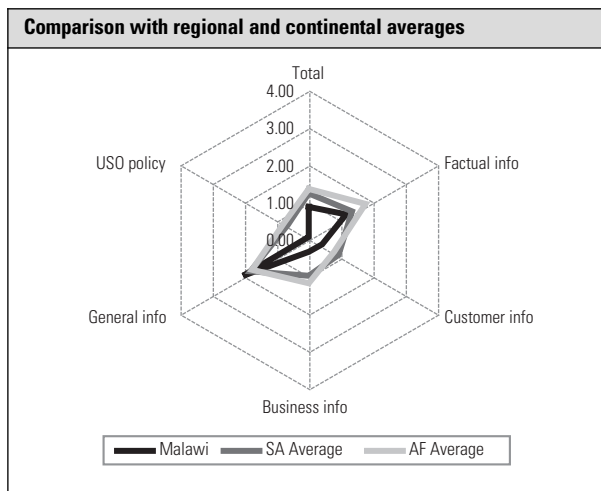 Comparison with regional and continental averages
Total
4.00
3.00
USO policy
Factual info
2.00
1.00
0.00
General info
Customer info
Business info
Malawi
SA Average
AF Average